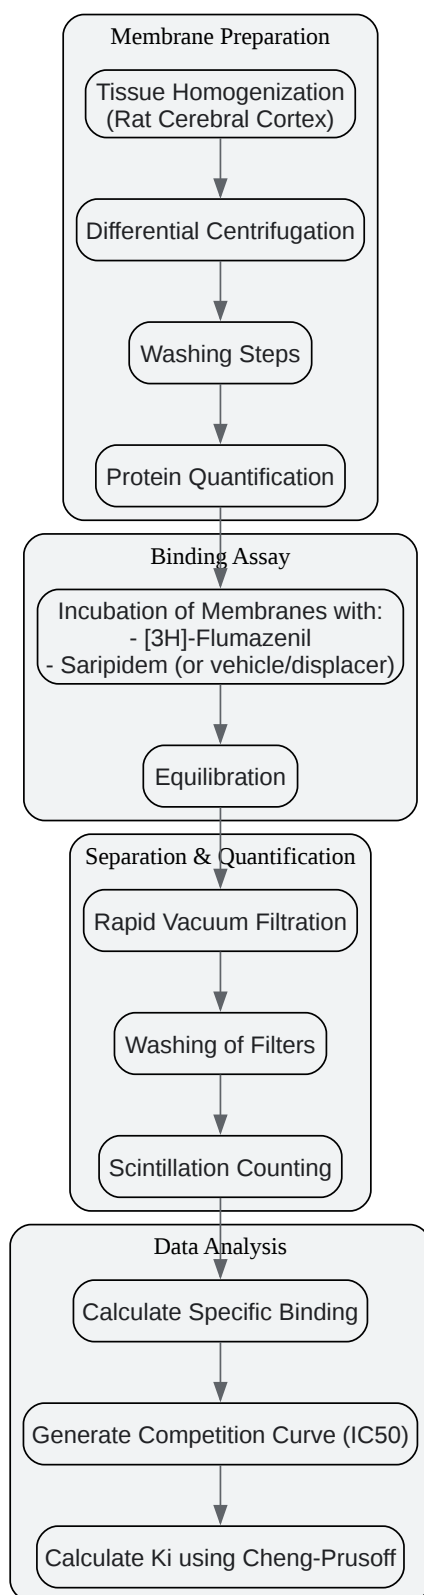 Membrane Preparation
Tissue Homogenization
(Rat Cerebral Cortex)
Differential Centrifugation
Washing Steps
Protein Quantification
Binding Assay
Incubation of Membranes with:
- [3H]-Flumazenil
- Saripidem (or vehicle/displacer)
Equilibration
Separation & Quantification
Rapid Vacuum Filtration
Washing of Filters
Scintillation Counting
Data Analysis
Calculate Specific Binding
Generate Competition Curve (IC50)
Calculate Ki using Cheng-Prusoff